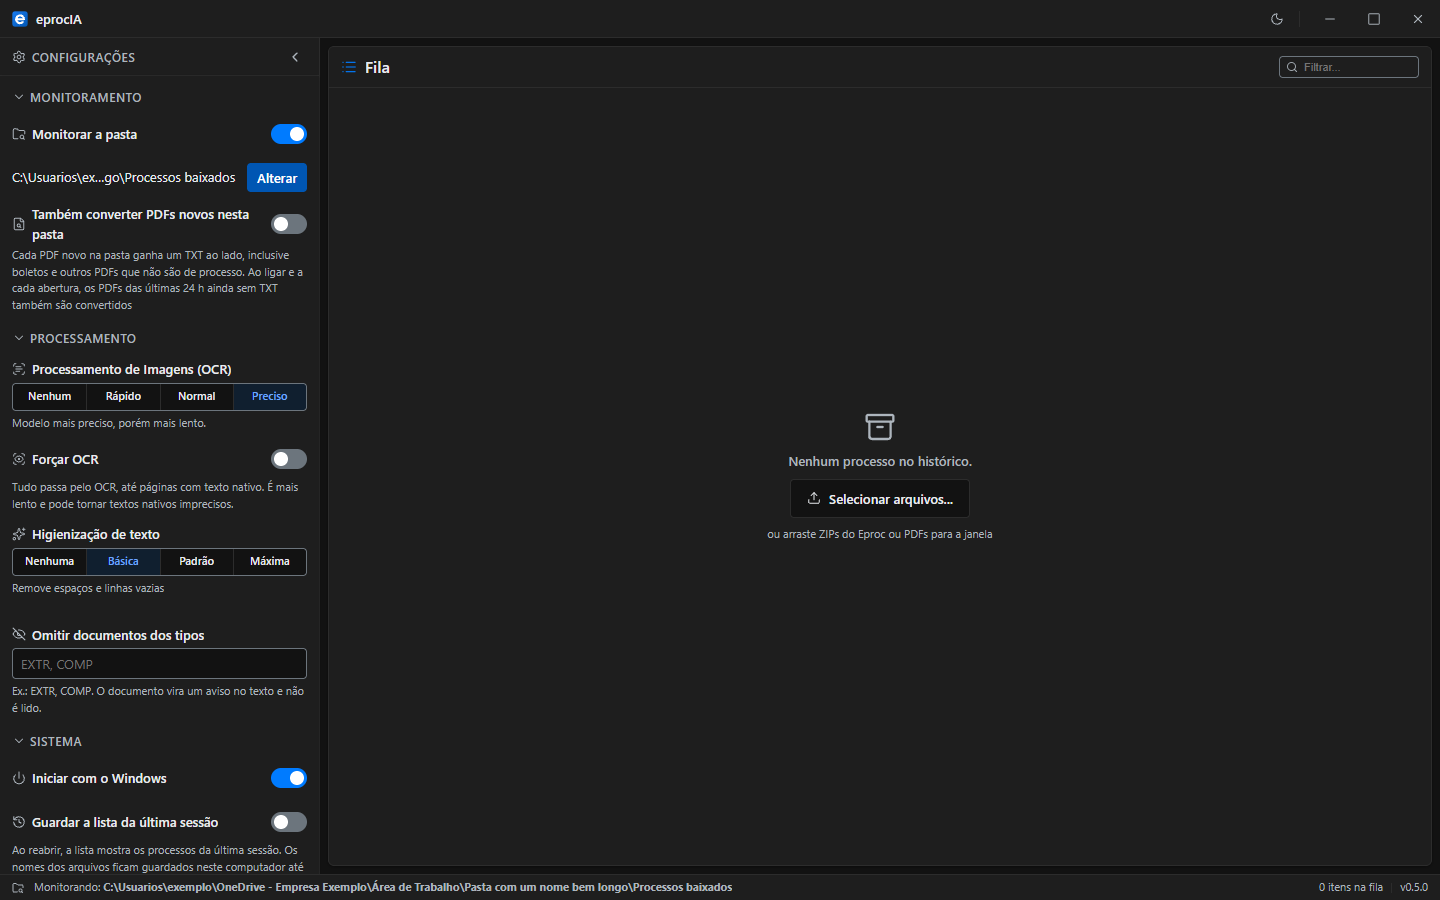 eprocIA
CONFIGURAÇÕES
MONITORAMENTO
Monitorar a pasta
C:\Usuarios\ex...go\Processos baixados
Alterar
Também converter PDFs novos nesta
pasta
Cada PDF novo na pasta ganha um TXT ao lado, inclusive
boletos e outros PDFs que não são de processo. Ao ligar e a
cada abertura, os PDFs das últimas 24 h ainda sem TXT
também são convertidos
PROCESSAMENTO
Processamento de Imagens (OCR)
Nenhum Rápido Normal Preciso
Modelo mais preciso, porém mais lento.
Forçar OCR
Tudo passa pelo OCR, até páginas com texto nativo. É mais
lento e pode tornar textos nativos imprecisos.
Higienização de texto
Nenhuma Básica Padrão Máxima
Remove espaços e linhas vazias
Omitir documentos dos tipos
EXTR, COMP
Ex.: EXTR, COMP. O documento vira um aviso no texto e não
é lido.
SISTEMA
Iniciar com o Windows
Guardar a lista da última sessão
Ao reabrir, a lista mostra os processos da última sessão. Os
nomes dos arquivos ficam guardados neste computador até
Fila
Filtrar...
Nenhum processo no histórico.
Selecionar arquivos...
ou arraste ZIPs do Eproc ou PDFs para a janela
Monitorando: C:\Usuarios\exemplo\OneDrive - Empresa Exemplo\Área de Trabalho\Pasta com um nome bem longo\Processos baixados
0 itens na fila
v0.5.0